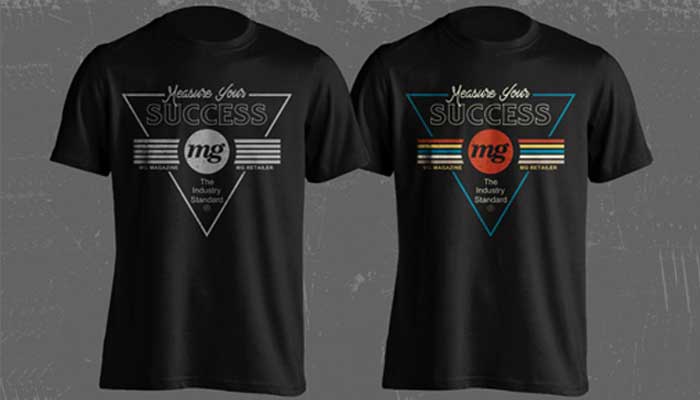 Measure Your
SUCCESS
mg
MG MAGAZINE MG RETAILER
The
Industry
Standard
Measure Your
SUCCESS
mg
MG MAGAZINE MG RETAILER
The
Industry
Standard